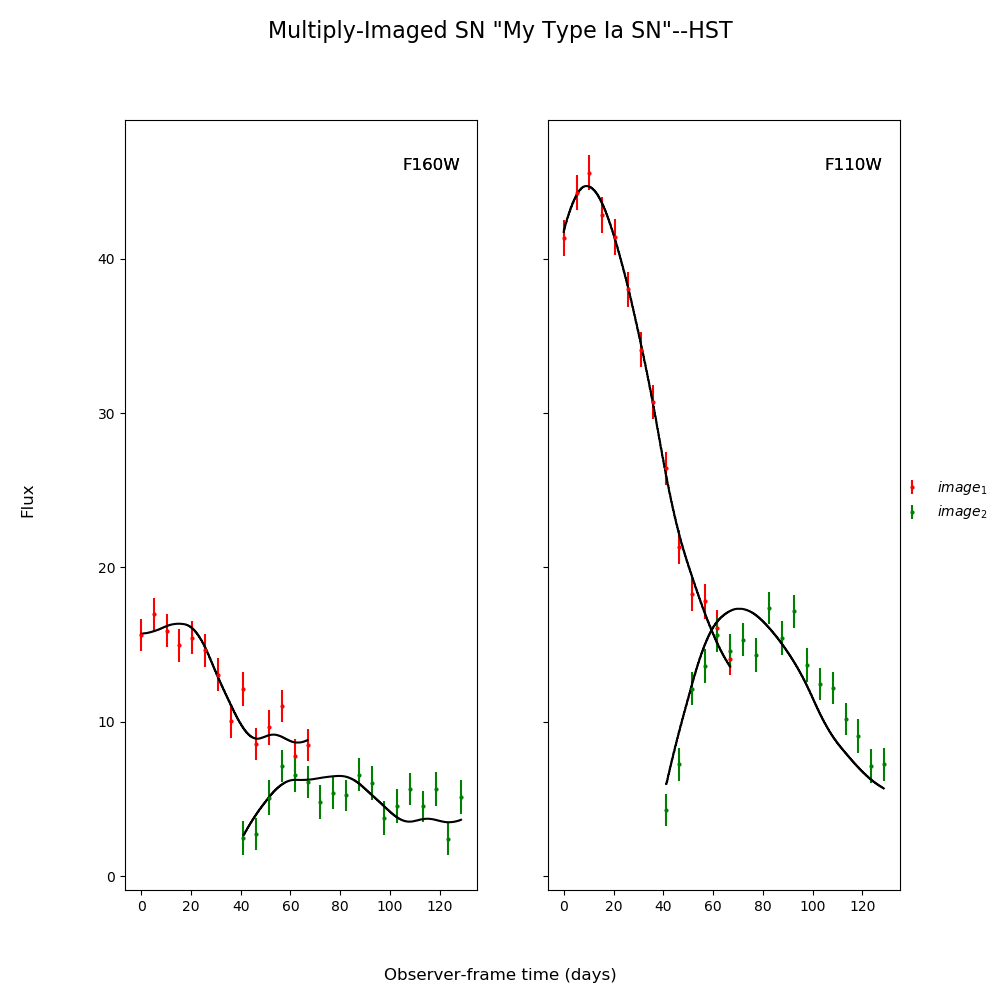 Multiply-Imaged SN "My Type Ia SN"--HST
F160W
F110W
40
30
20
10
0
Flux
image₁
image₂
0 20 40 60 80 100 120
0 20 40 60 80 100 120
Observer-frame time (days)